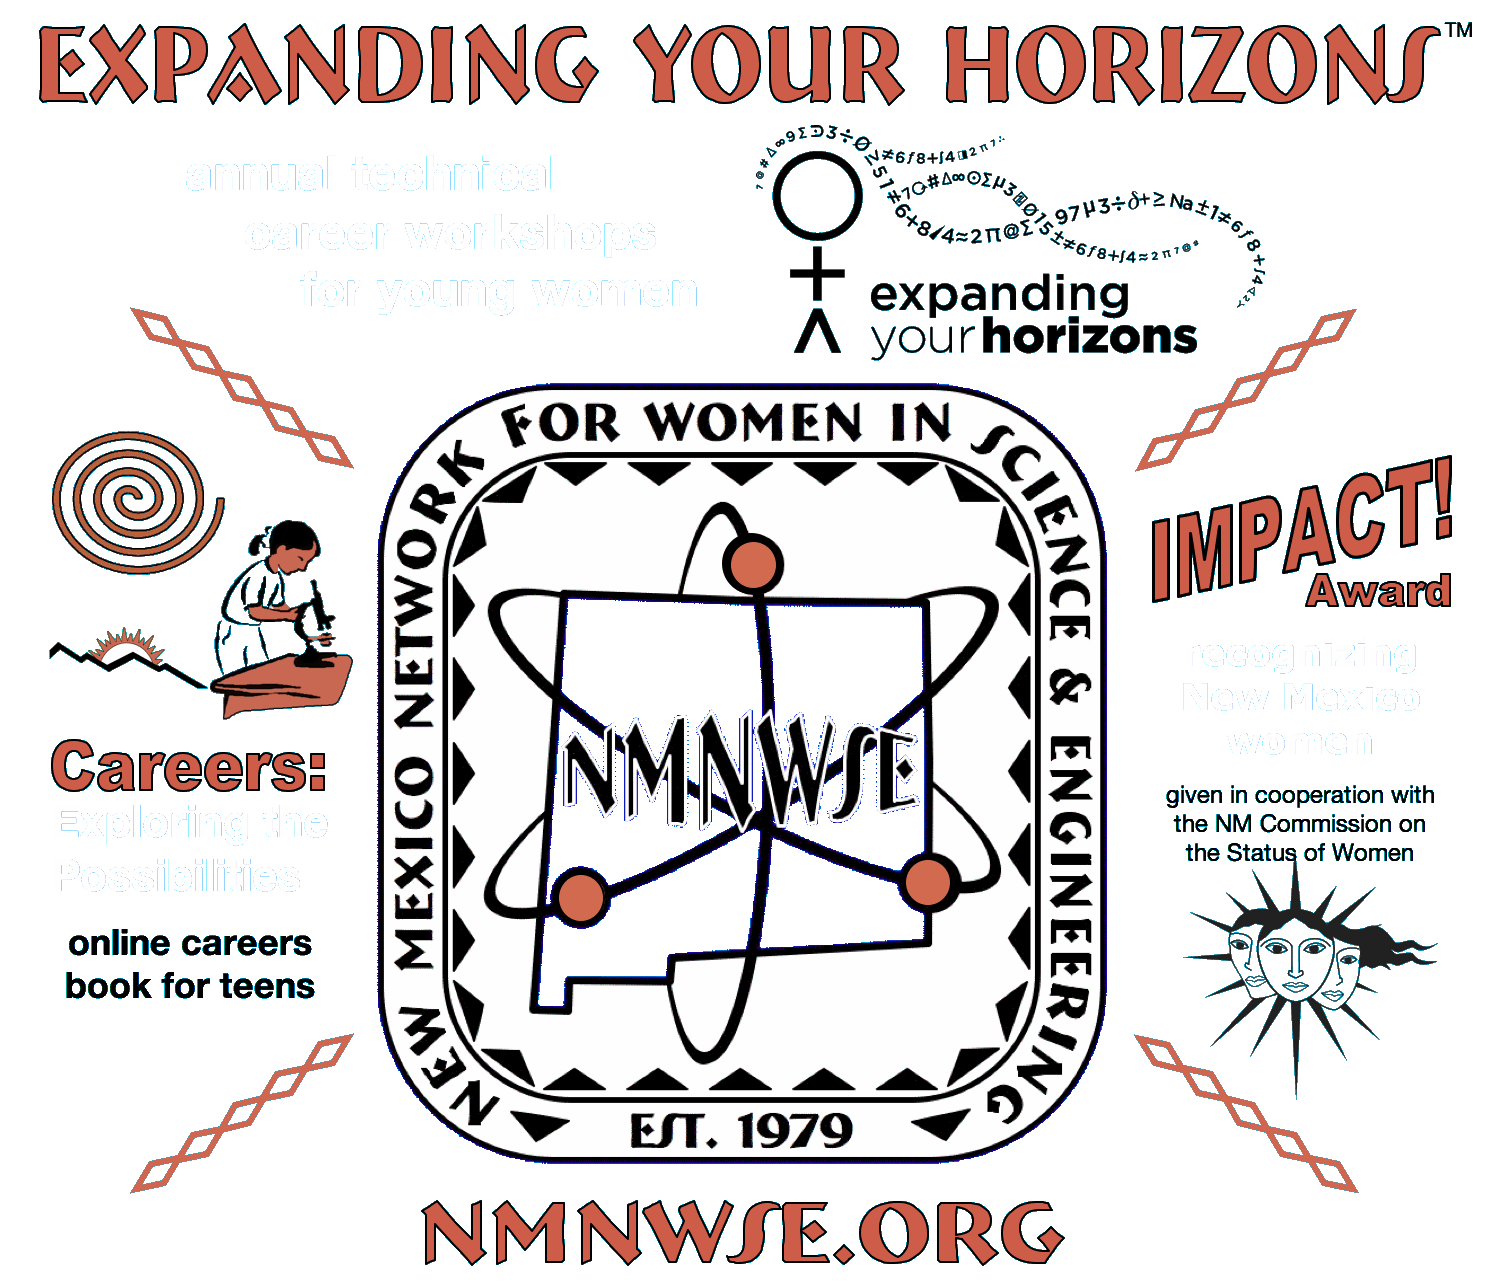 EXPANDING YOUR HORIZONS™
annual technical
career workshops
for young women
expanding
yourhorizons
NEW MEXICO NETWORK FOR WOMEN IN SCIENCE & ENGINEERING
NMNWSE
EST. 1979
Careers:
Exploring the
Possibilities
online careers
book for teens
IMPACT!
Award
recognizing
New Mexico
women
given in cooperation with
the NM Commission on
the Status of Women
NMNWSE.ORG